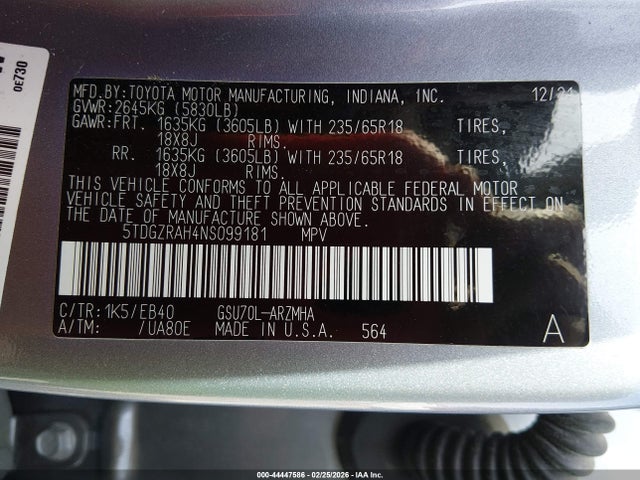 0E730
MFD.BY:TOYOTA MOTOR MANUFACTURING, INDIANA, INC. 12/21
GVWR:2645KG (5830LB)
GAWR:FRT. 1635KG (3605LB) WITH 235/65R18 TIRES,
18X8J RIMS.
RR. 1635KG (3605LB) WITH 235/65R18 TIRES,
18X8J RIMS.
THIS VEHICLE CONFORMS TO ALL APPLICABLE FEDERAL MOTOR
VEHICLE SAFETY AND THEFT PREVENTION STANDARDS IN EFFECT ON
THE DATE OF MANUFACTURE SHOWN ABOVE.
5TDGZRAH4NS099181 MPV
C/TR:1K5/EB40 GSU70L-ARZMHA
A/TM: /UA80E MADE IN U.S.A. 564 A
000-44447586 - 02/25/2026 - IAA Inc.